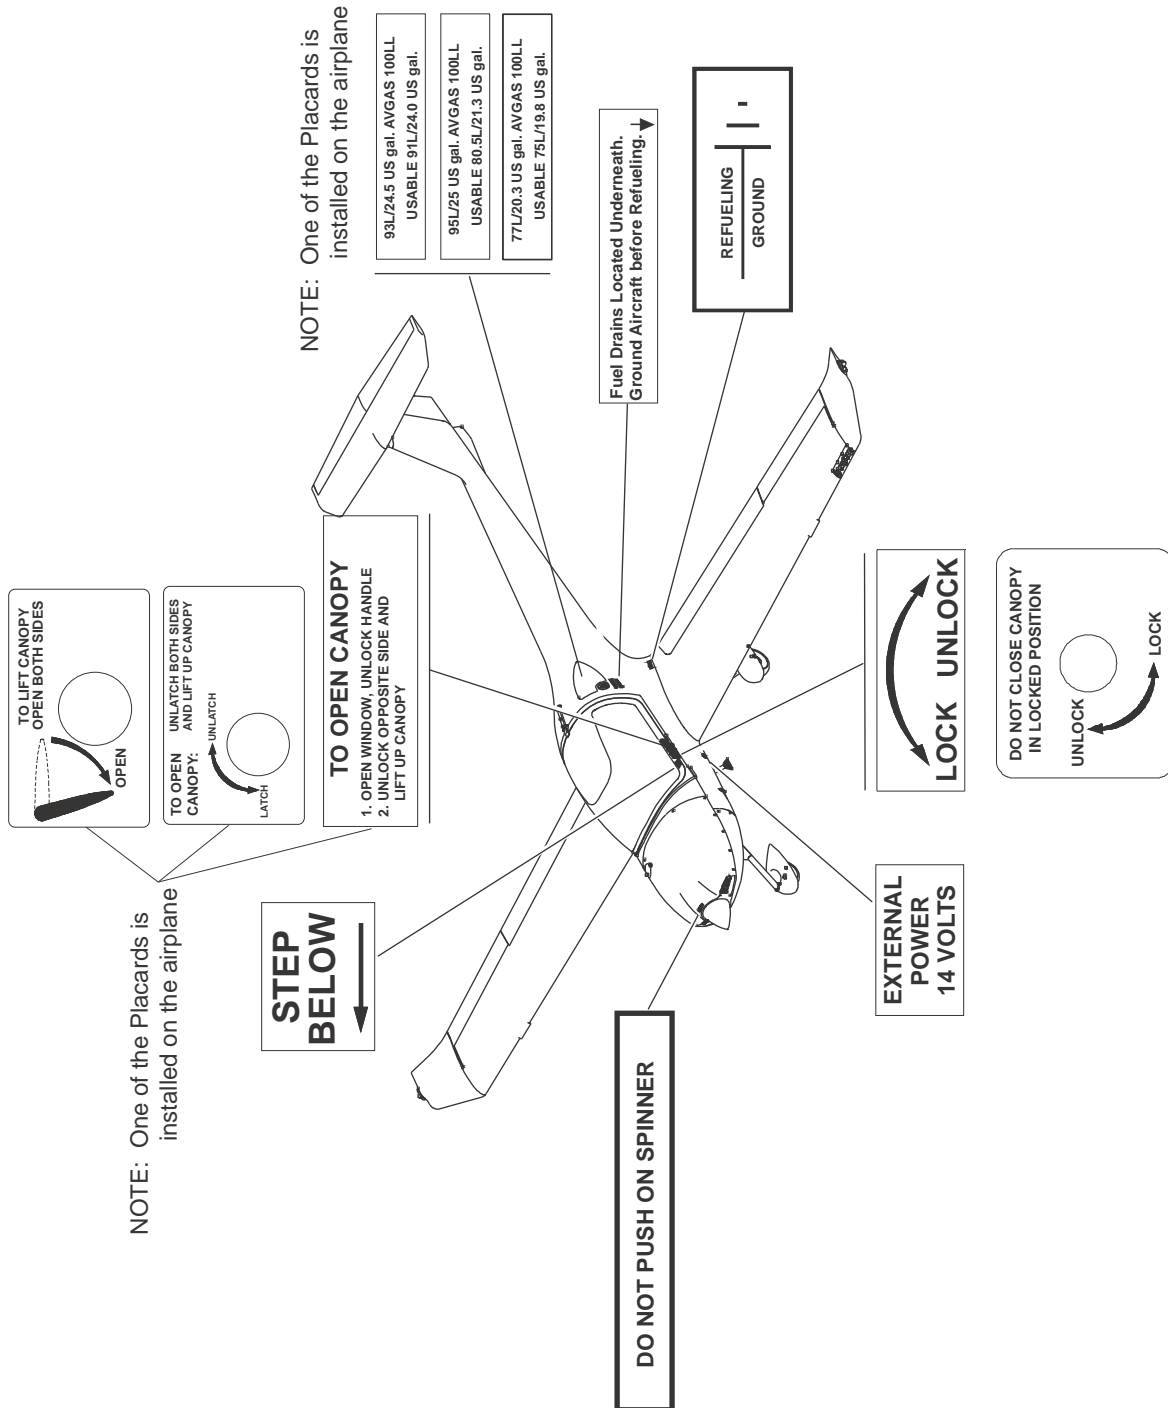 NOTE: One of the Placards is
installed on the airplane
TO LIFT CANOPY
OPEN BOTH SIDES
OPEN
TO OPEN
CANOPY:
UNLATCH BOTH SIDES
AND LIFT UP CANOPY
UNLATCH
LATCH
TO OPEN CANOPY
1. OPEN WINDOW, UNLOCK HANDLE
2. UNLOCK OPPOSITE SIDE AND
LIFT UP CANOPY
NOTE: One of the Placards is
installed on the airplane
93L/24.5 US gal. AVGAS 100LL
USABLE 91L/24.0 US gal.
95L/25 US gal. AVGAS 100LL
USABLE 80.5L/21.3 US gal.
77L/20.3 US gal. AVGAS 100LL
USABLE 75L/19.8 US gal.
STEP
BELOW
Fuel Drains Located Underneath.
Ground Aircraft before Refueling.
REFUELING
GROUND
DO NOT PUSH ON SPINNER
EXTERNAL
POWER
14 VOLTS
LOCK UNLOCK
DO NOT CLOSE CANOPY
IN LOCKED POSITION
UNLOCK
LOCK